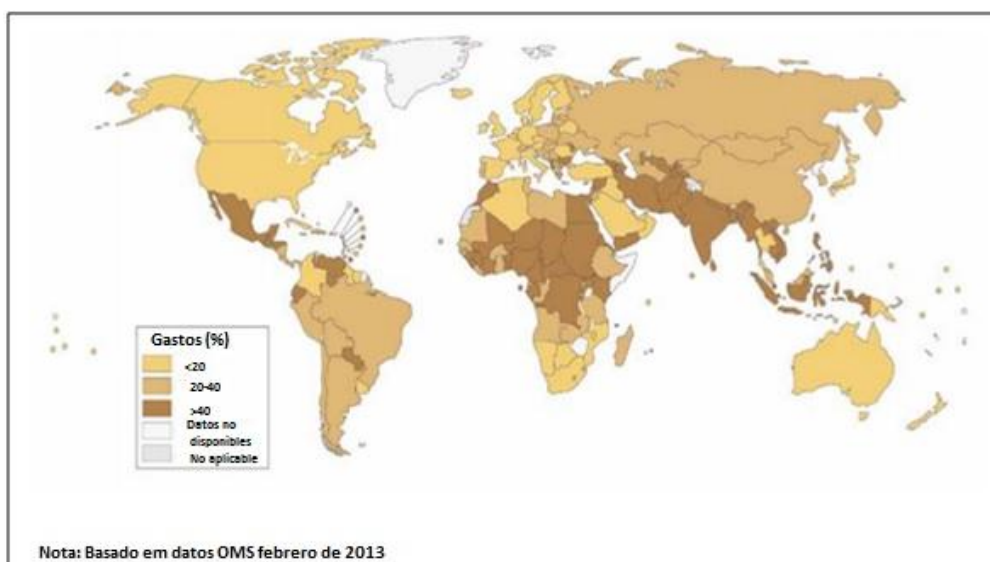 Gastos (%)
<20
20-40
>40
Datos no
disponibles
No aplicable
Nota: Basado em datos OMS febrero de 2013